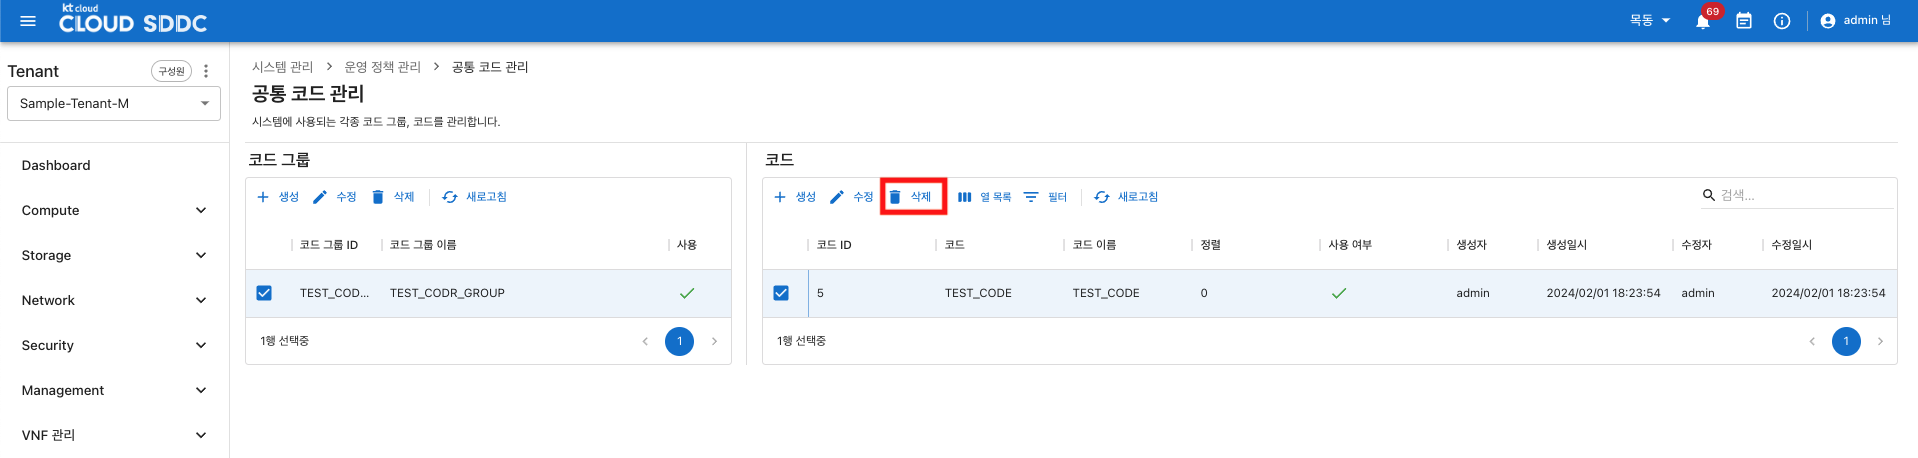 kt cloud
CLOUD SDDC
목동
69
admin 님
Tenant
구성원
Sample-Tenant-M
Dashboard
Compute
Storage
Network
Security
Management
VNF 관리
시스템 관리 > 운영 정책 관리 > 공통 코드 관리
공통 코드 관리
시스템에 사용되는 각종 코드 그룹, 코드를 관리합니다.
코드 그룹
생성 수정 삭제 새로고침
코드 그룹 ID 코드 그룹 이름 사용
TEST_COD... TEST_CODR_GROUP
1행 선택중 1
코드
생성 수정 삭제 열 목록 필터 새로고침 검색...
코드 ID 코드 코드 이름 정렬 사용 여부 생성자 생성일시 수정자 수정일시
5 TEST_CODE TEST_CODE 0 admin 2024/02/01 18:23:54 admin 2024/02/01 18:23:54
1행 선택중 1